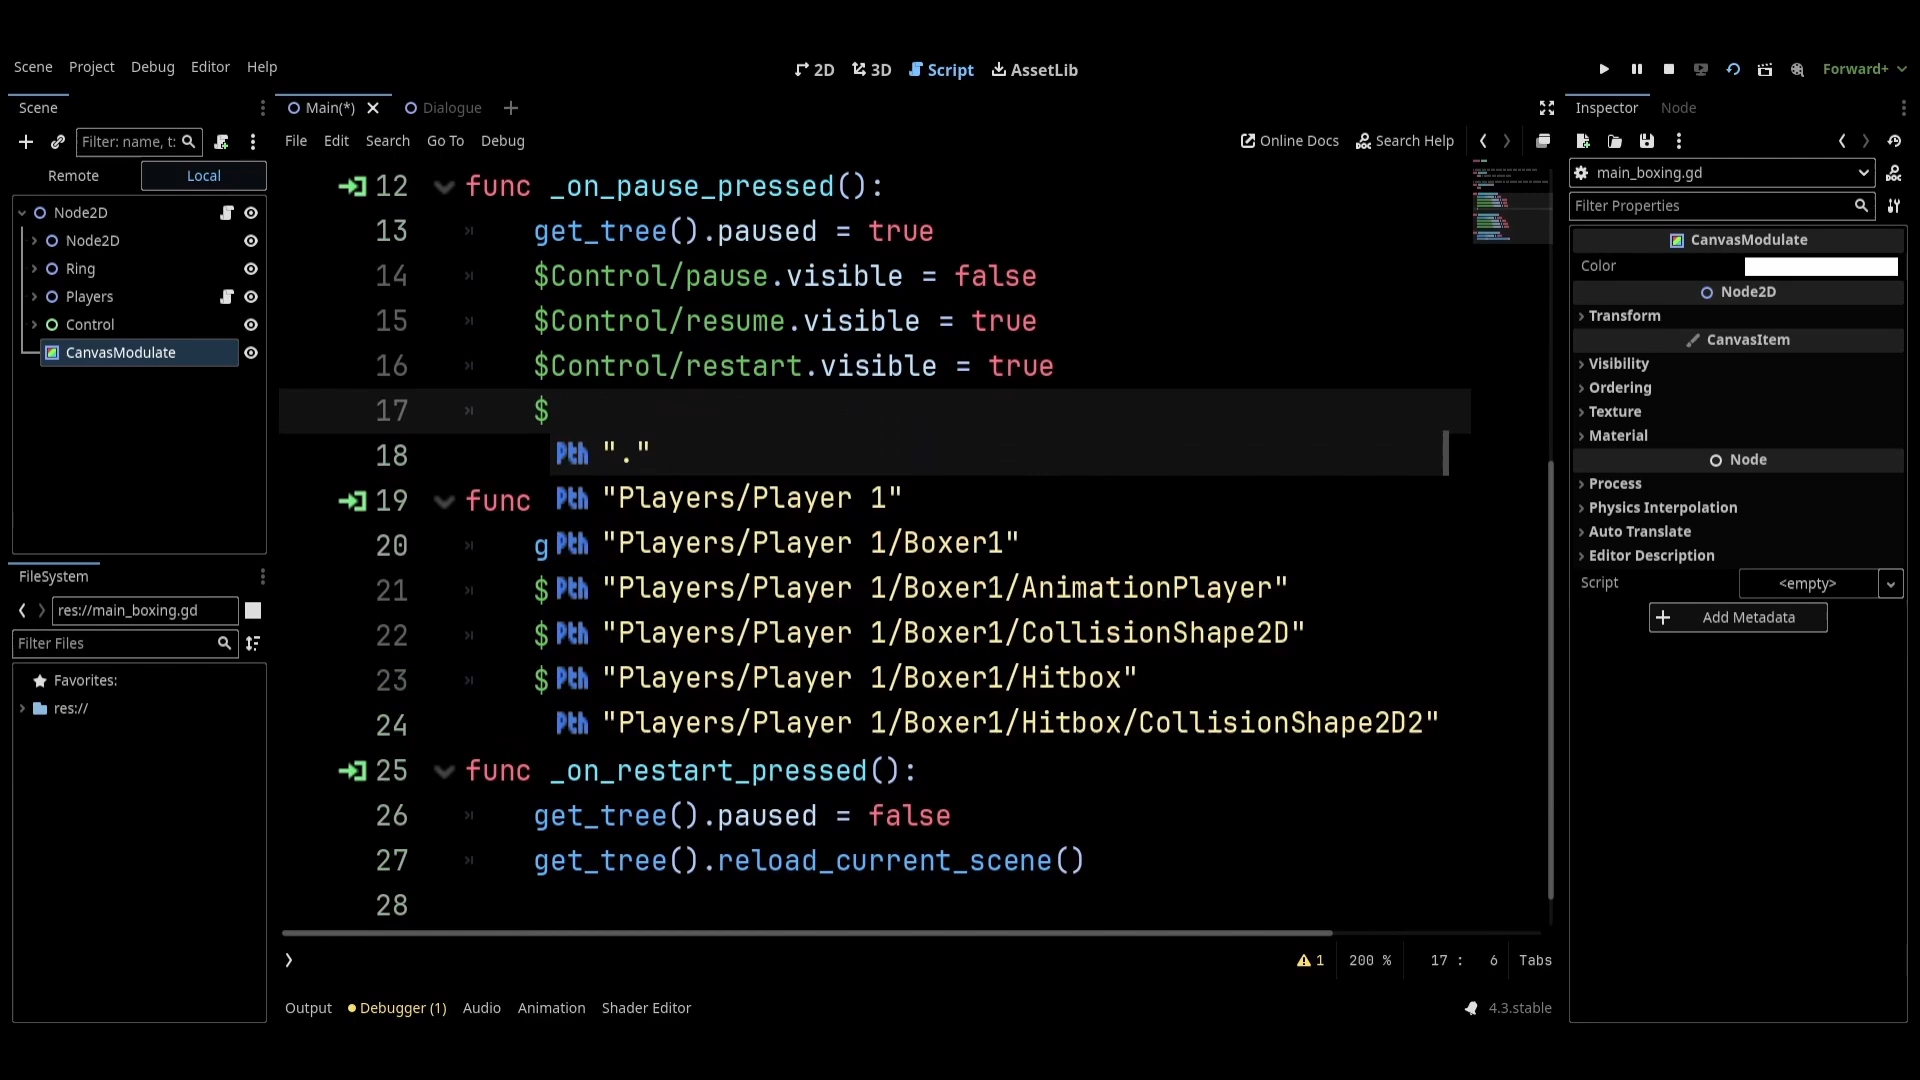 Scene Project Debug Editor Help
2D 3D Script AssetLib
Forward+
Scene
Main(*) Dialogue
Inspector Node
Filter: name, t:
File Edit Search Go To Debug
Online Docs Search Help
Remote Local
main_boxing.gd
Filter Properties
Node2D
Node2D
Ring
Players
Control
CanvasModulate
12 func _on_pause_pressed():
13 get_tree().paused = true
14 $Control/pause.visible = false
15 $Control/resume.visible = true
16 $Control/restart.visible = true
17 $
18 Pth "."
19 func Pth "Players/Player 1"
20 g Pth "Players/Player 1/Boxer1"
21 $ Pth "Players/Player 1/Boxer1/AnimationPlayer"
22 $ Pth "Players/Player 1/Boxer1/CollisionShape2D"
23 $ Pth "Players/Player 1/Boxer1/Hitbox"
24 Pth "Players/Player 1/Boxer1/Hitbox/CollisionShape2D2"
25 func _on_restart_pressed():
26 get_tree().paused = false
27 get_tree().reload_current_scene()
28
CanvasModulate
Color
Node2D
Transform
CanvasItem
Visibility
Ordering
Texture
Material
Node
Process
Physics Interpolation
Auto Translate
Editor Description
Script <empty>
Add Metadata
FileSystem
res://main_boxing.gd
Filter Files
Favorites:
res://
1 200 % 17 : 6 Tabs
Output Debugger (1) Audio Animation Shader Editor
4.3.stable